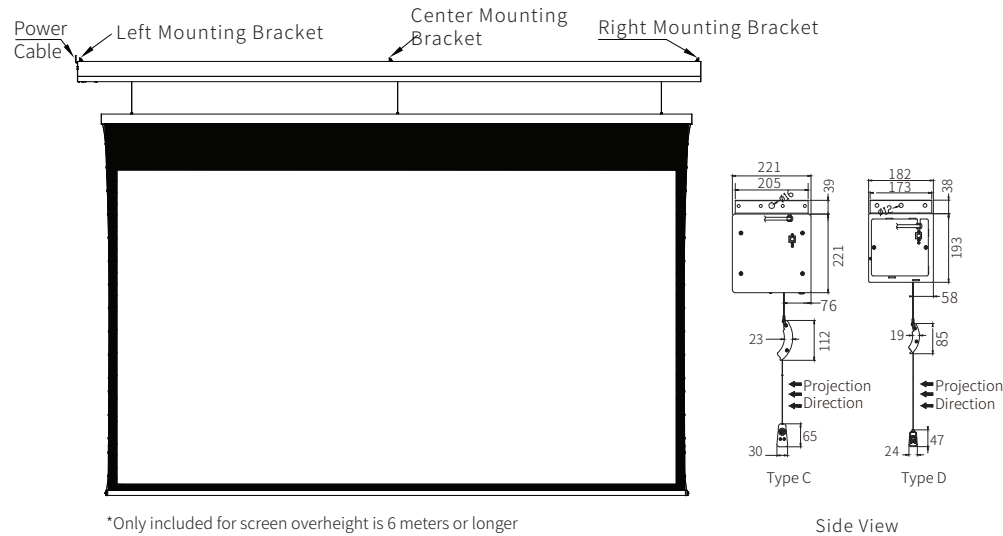 Power
Cable
Left Mounting Bracket
Center Mounting
Bracket
Right Mounting Bracket
221
205
Ø16
39
221
76
23
112
Projection
Direction
65
30
Type C
182
173
Ø12
38
193
58
19
85
Projection
Direction
47
24
Type D
*Only included for screen overheight is 6 meters or longer
Side View